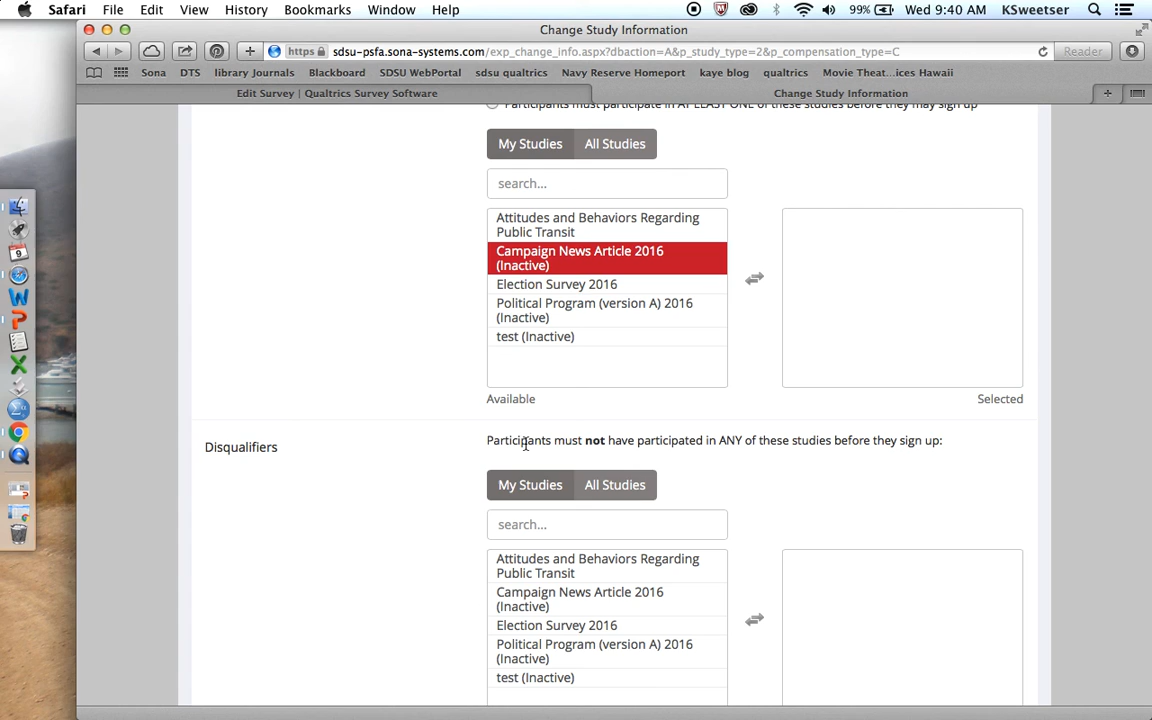 Safari File Edit View History Bookmarks Window Help 99% Wed 9:40 AM KSweetser
Change Study Information
https sdsu-psfa.sona-systems.com/exp_change_info.aspx?dbaction=A&p_study_type=2&p_compensation_type=C Reader
Sona DTS library Journals Blackboard SDSU WebPortal sdsu qualtrics Navy Reserve Homeport kaye blog qualtrics Movie Theat...ices Hawaii
Edit Survey | Qualtrics Survey Software Change Study Information
Participants must participate in AT LEAST ONE of these studies before they may sign up
My Studies All Studies
search...
Attitudes and Behaviors Regarding
Public Transit
Campaign News Article 2016
(Inactive)
Election Survey 2016
Political Program (version A) 2016
(Inactive)
test (Inactive)
Available Selected
Disqualifiers
Participants must not have participated in ANY of these studies before they sign up:
My Studies All Studies
search...
Attitudes and Behaviors Regarding
Public Transit
Campaign News Article 2016
(Inactive)
Election Survey 2016
Political Program (version A) 2016
(Inactive)
test (Inactive)